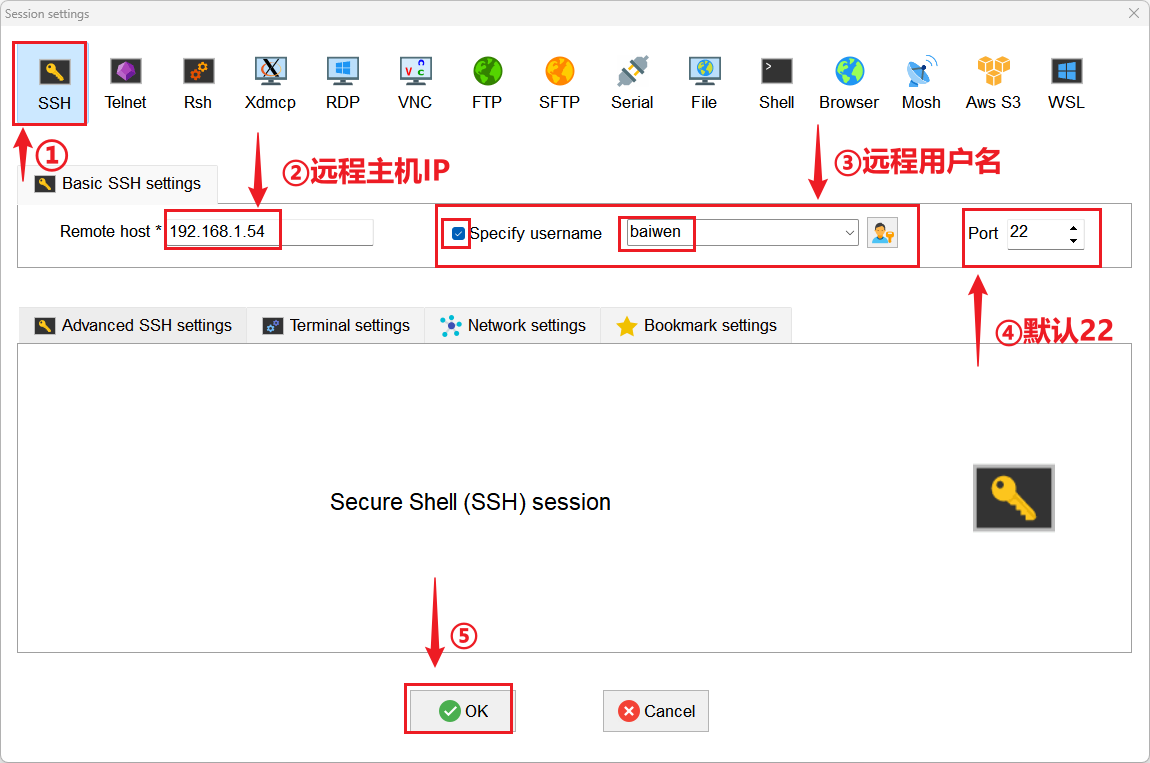 Session settings
SSH Telnet Rsh Xdmcp RDP VNC FTP SFTP Serial File Shell Browser Mosh Aws S3 WSL
① ②远程主机IP ③远程用户名
Basic SSH settings
Remote host * 192.168.1.54 Specify username baiwen Port 22
Advanced SSH settings Terminal settings Network settings Bookmark settings
④默认22
Secure Shell (SSH) session
⑤
OK Cancel